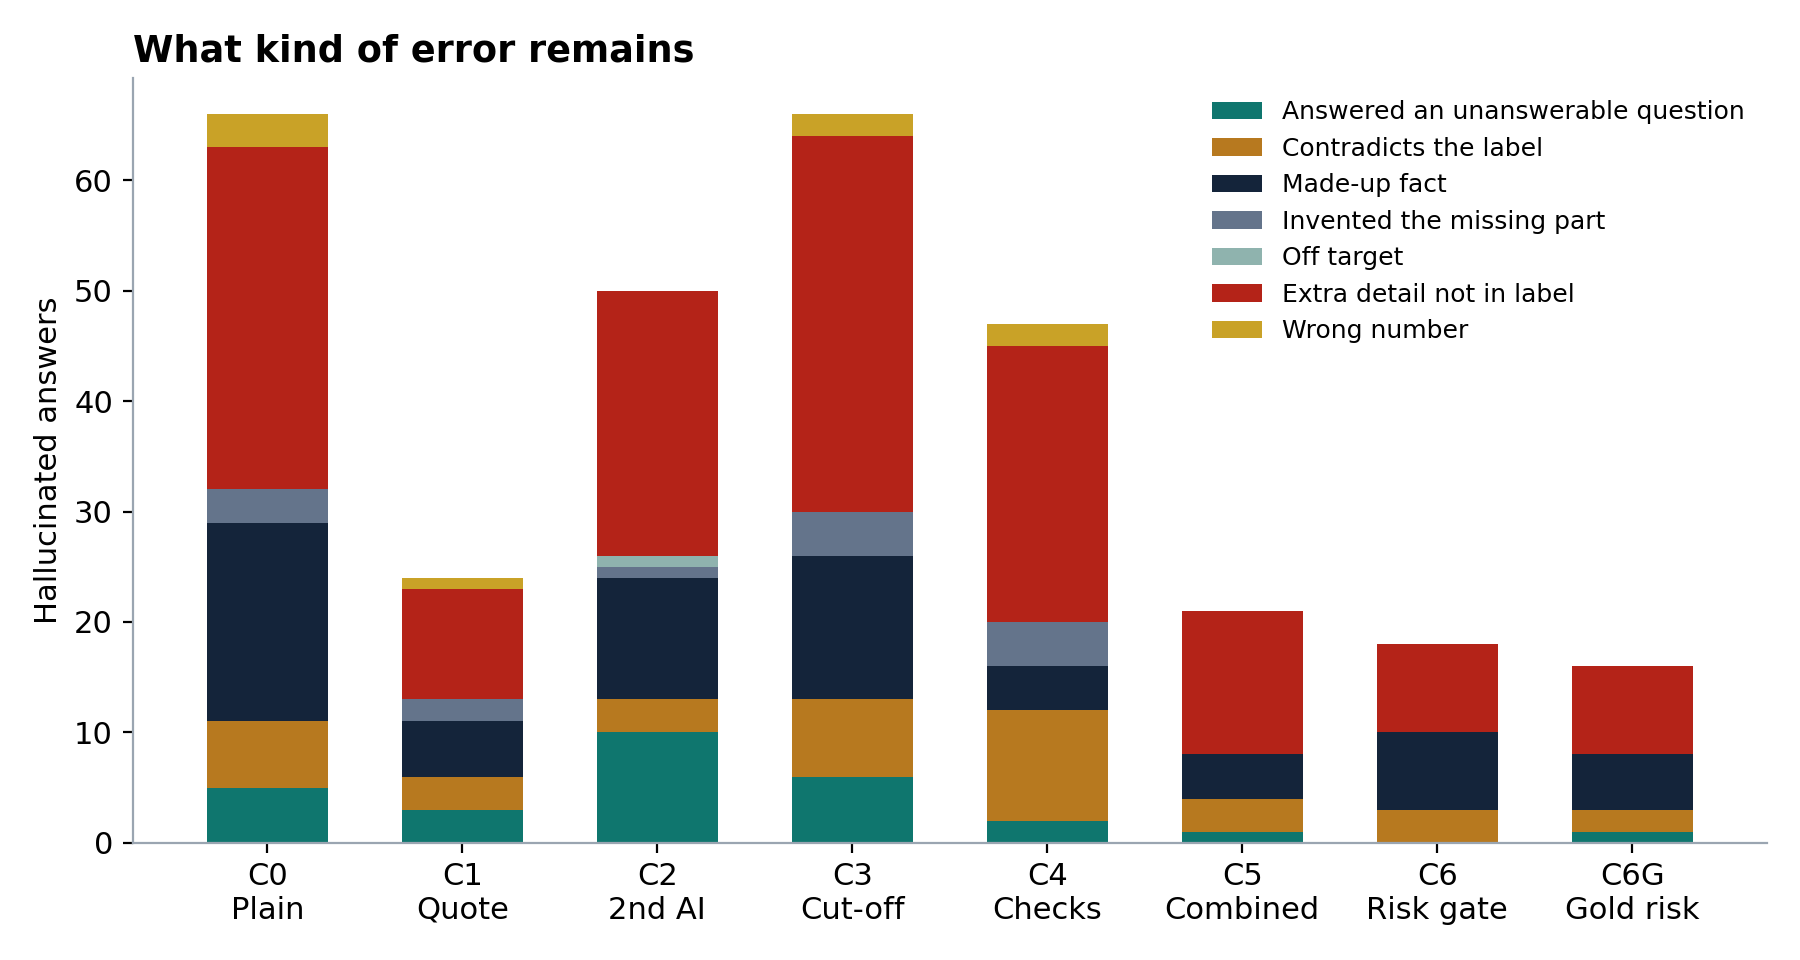 What kind of error remains
Answered an unanswerable question
Contradicts the label
Made-up fact
Invented the missing part
Off target
Extra detail not in label
Wrong number
Hallucinated answers
60
50
40
30
20
10
0
C0 C1 C2 C3 C4 C5 C6 C6G
Plain Quote 2nd AI Cut-off Checks Combined Risk gate Gold risk